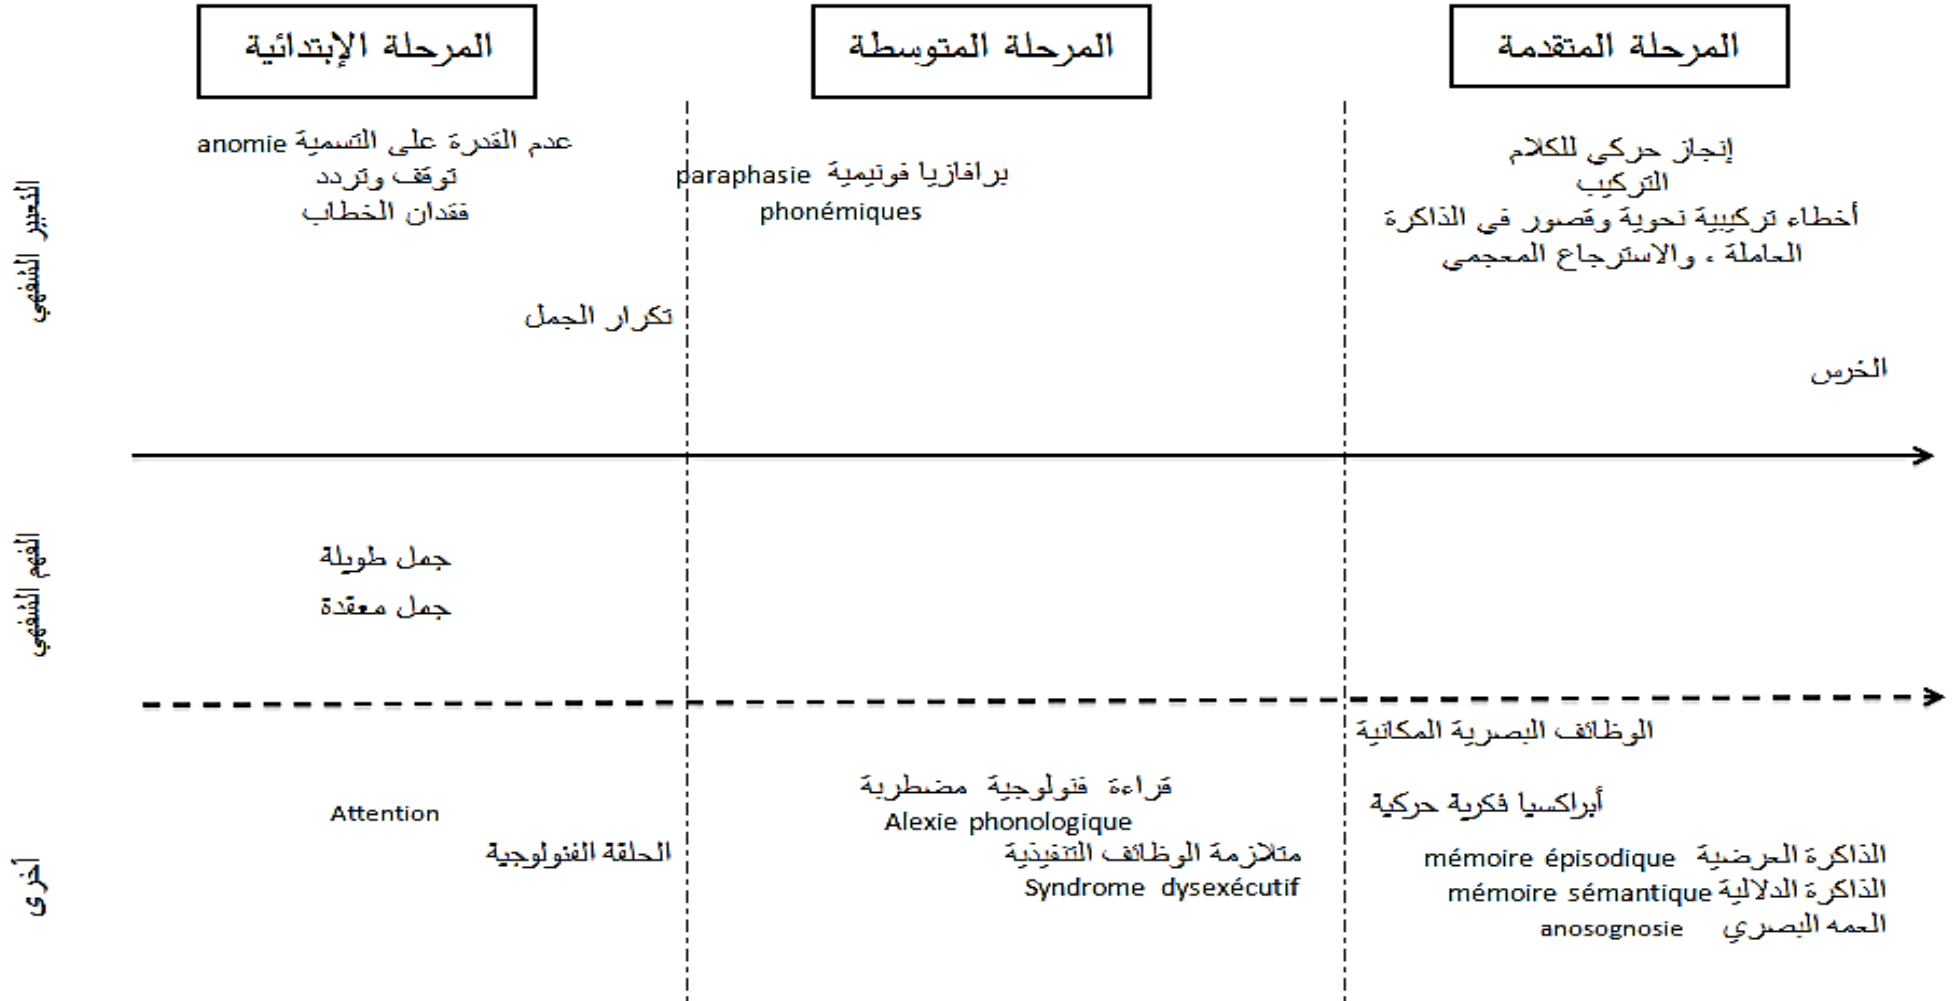 المرحلة الإبتدائية
المرحلة المتوسطة
المرحلة المتقدمة
التعبير الشفهي
عدم القدرة على التسمية anomie
توقف وتردد
فقدان الخطاب
تكرار الجمل
برافازيا فونيمية paraphasie
phonémiques
إنجاز حركي للكلام
التركيب
أخطاء تركيبية نحوية وقصور في الذاكرة
العاملة ، والاسترجاع المعجمي
الخرس
الفهم الشفهي
جمل طويلة
جمل معقدة
أخرى
Attention
الحلقة الفنولوجية
قراءة فنولوجية مضطربة
Alexie phonologique
متلازمة الوظائف التنفيذية
Syndrome dysexécutif
الوظائف البصرية المكانية
أبراكسيا فكرية حركية
الذاكرة العرضية mémoire épisodique
الذاكرة الدلالية mémoire sémantique
العمه البصري anosognosie